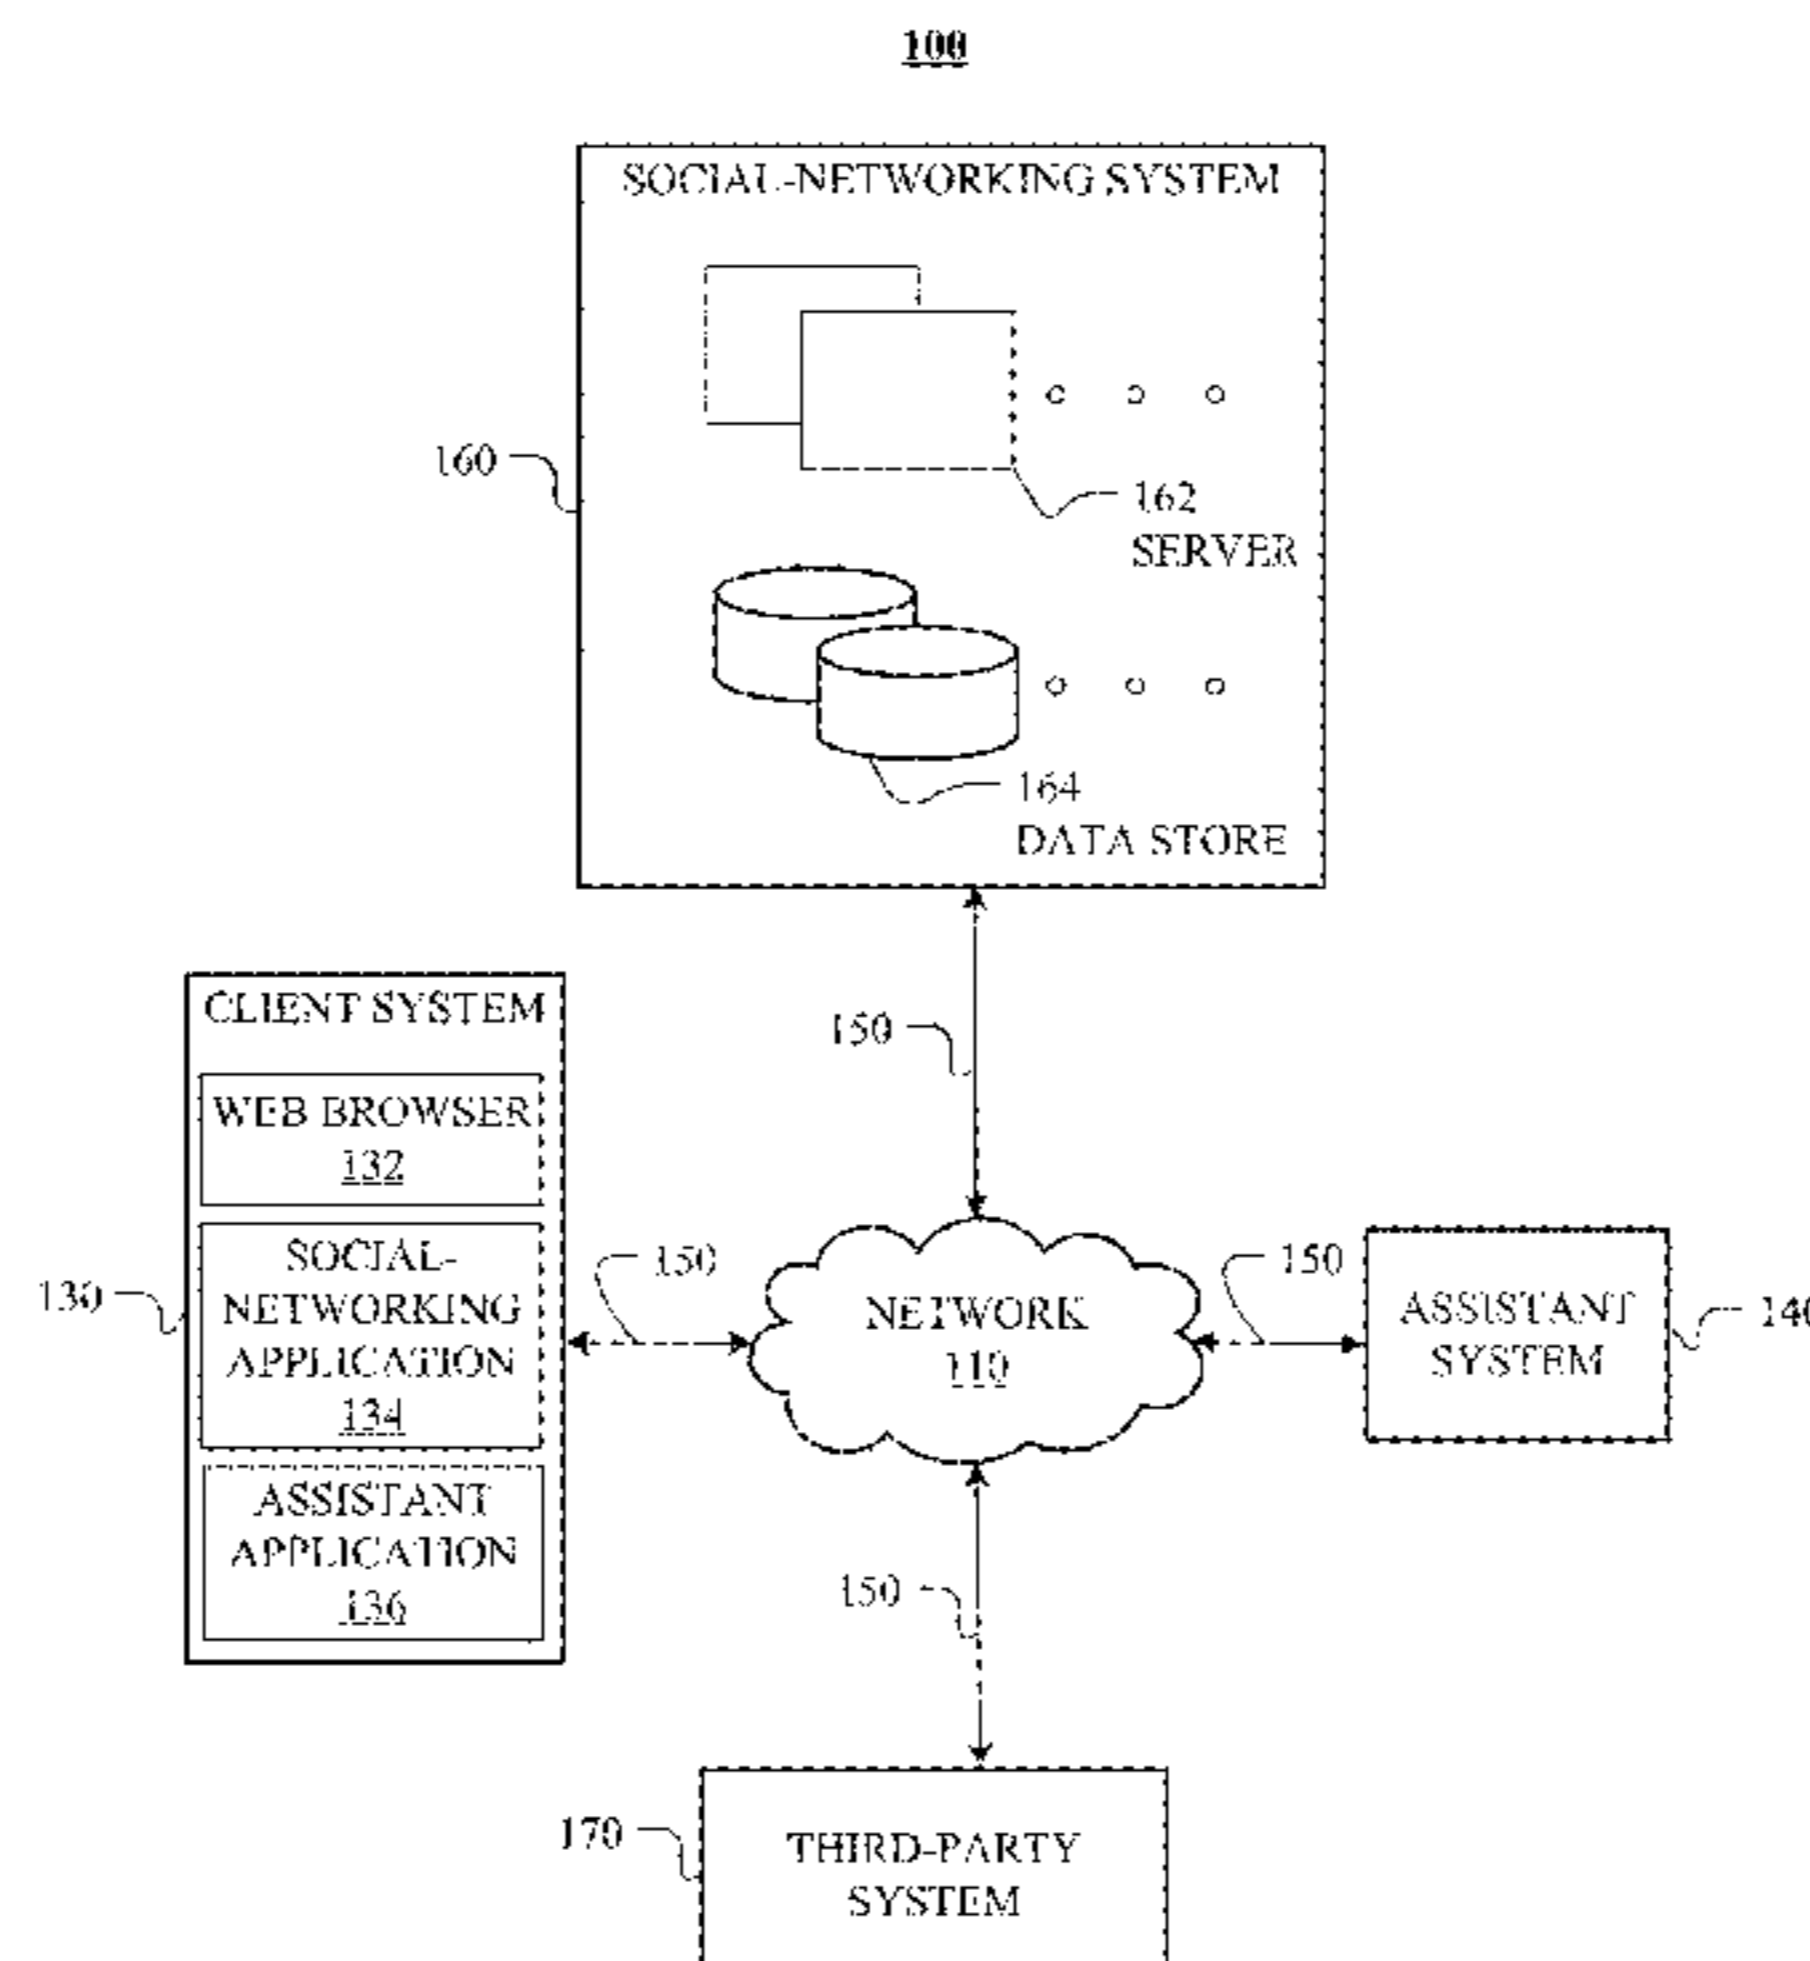 100
SOCIAL-NETWORKING SYSTEM
160
162
SERVER
164
DATA STORE
CLIENT SYSTEM
150
WEB BROWSER
132
SOCIAL-
NETWORKING
APPLICATION
134
130
150
NETWORK
110
150
ASSISTANT
SYSTEM
140
ASSISTANT
APPLICATION
136
150
170
THIRD-PARTY
SYSTEM